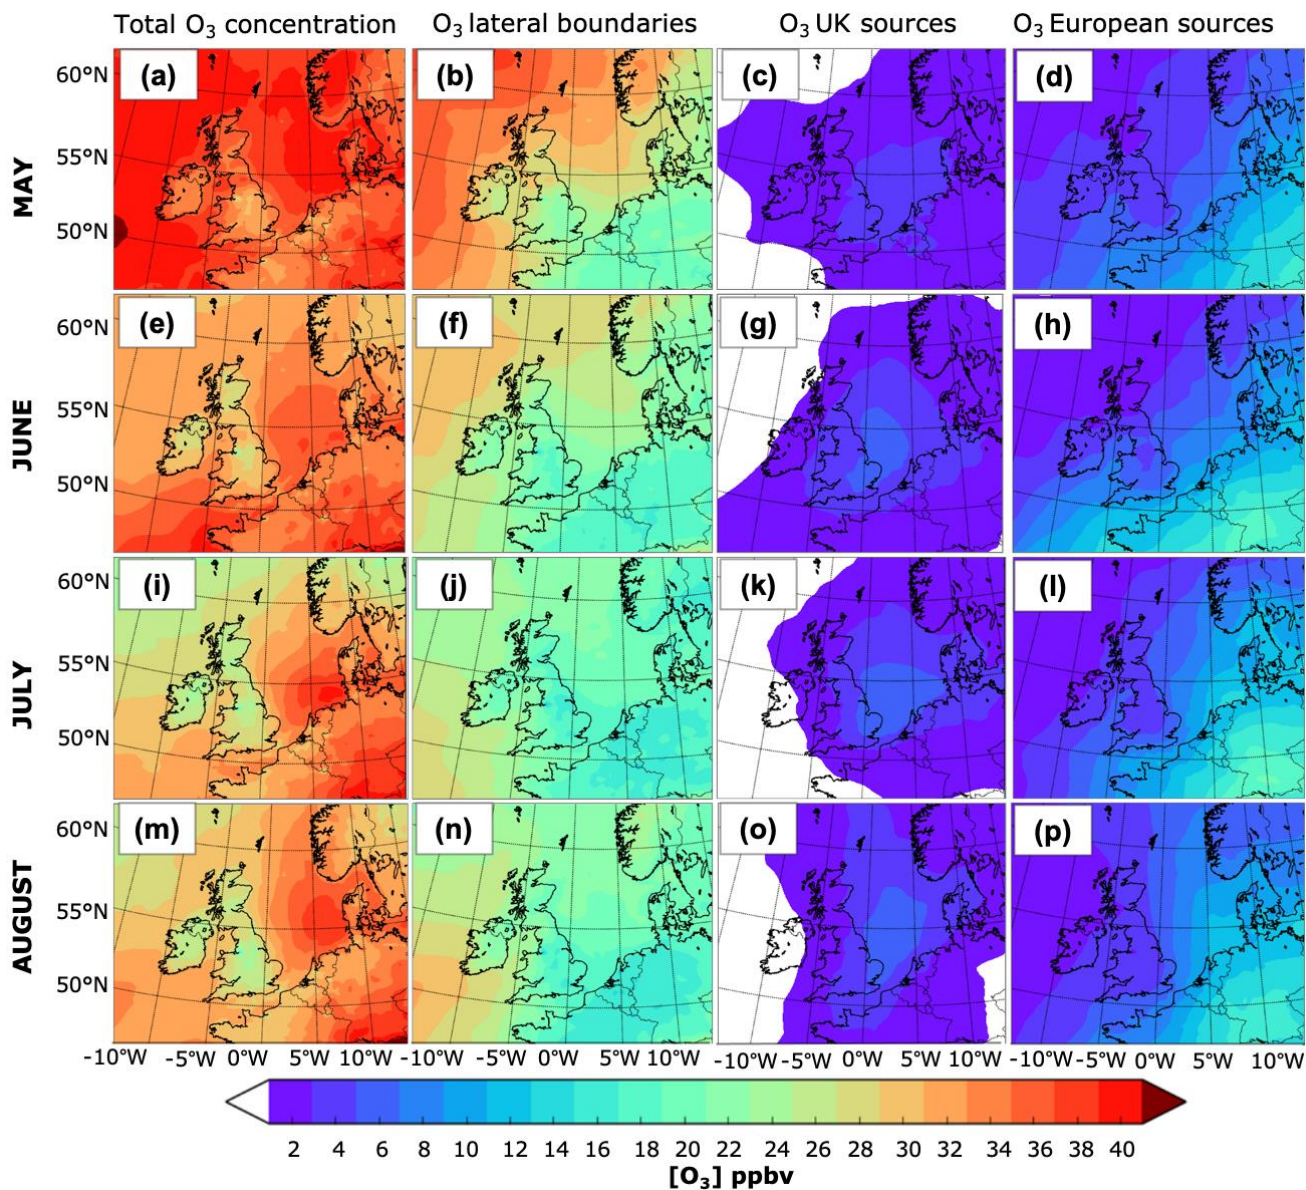 Total O₃ concentration O₃ lateral boundaries O₃ UK sources O₃ European sources
60°N (a) (b) (c) (d)
55°N
MAY
50°N
60°N (e) (f) (g) (h)
55°N
JUNE
50°N
60°N (i) (j) (k) (l)
55°N
JULY
50°N
60°N (m) (n) (o) (p)
55°N
AUGUST
50°N
-10°W -5°W 0°W 5°W 10°W -10°W -5°W 0°W 5°W 10°W -10°W -5°W 0°W 5°W 10°W -10°W -5°W 0°W 5°W 10°W
2 4 6 8 10 12 14 16 18 20 22 24 26 28 30 32 34 36 38 40
[O₃] ppbv